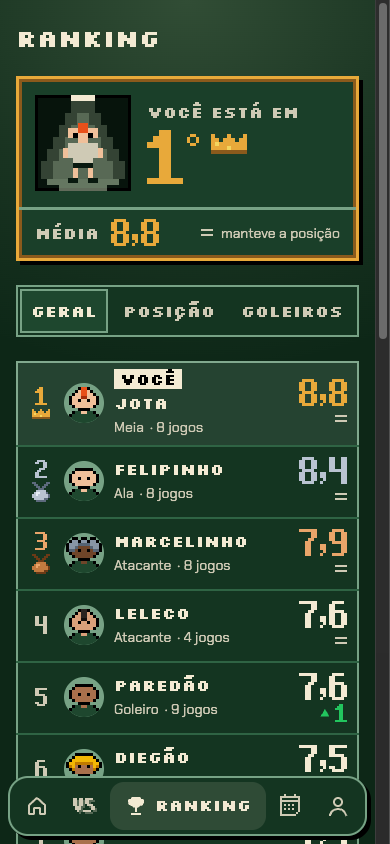 RANKING
VOCÊ ESTÁ EM
1°
MÉDIA 8,8 = manteve a posição
GERAL POSIÇÃO GOLEIROS
1 VOCÊ
JOTA
Meia · 8 jogos
8,8
=
2 FELIPINHO
Ala · 8 jogos
8,4
=
3 MARCELINHO
Atacante · 8 jogos
7,9
=
4 LELECO
Atacante · 4 jogos
7,6
=
5 PAREDÃO
Goleiro · 9 jogos
7,6
▲1
6 DIEGÃO
7,5
VS RANKING